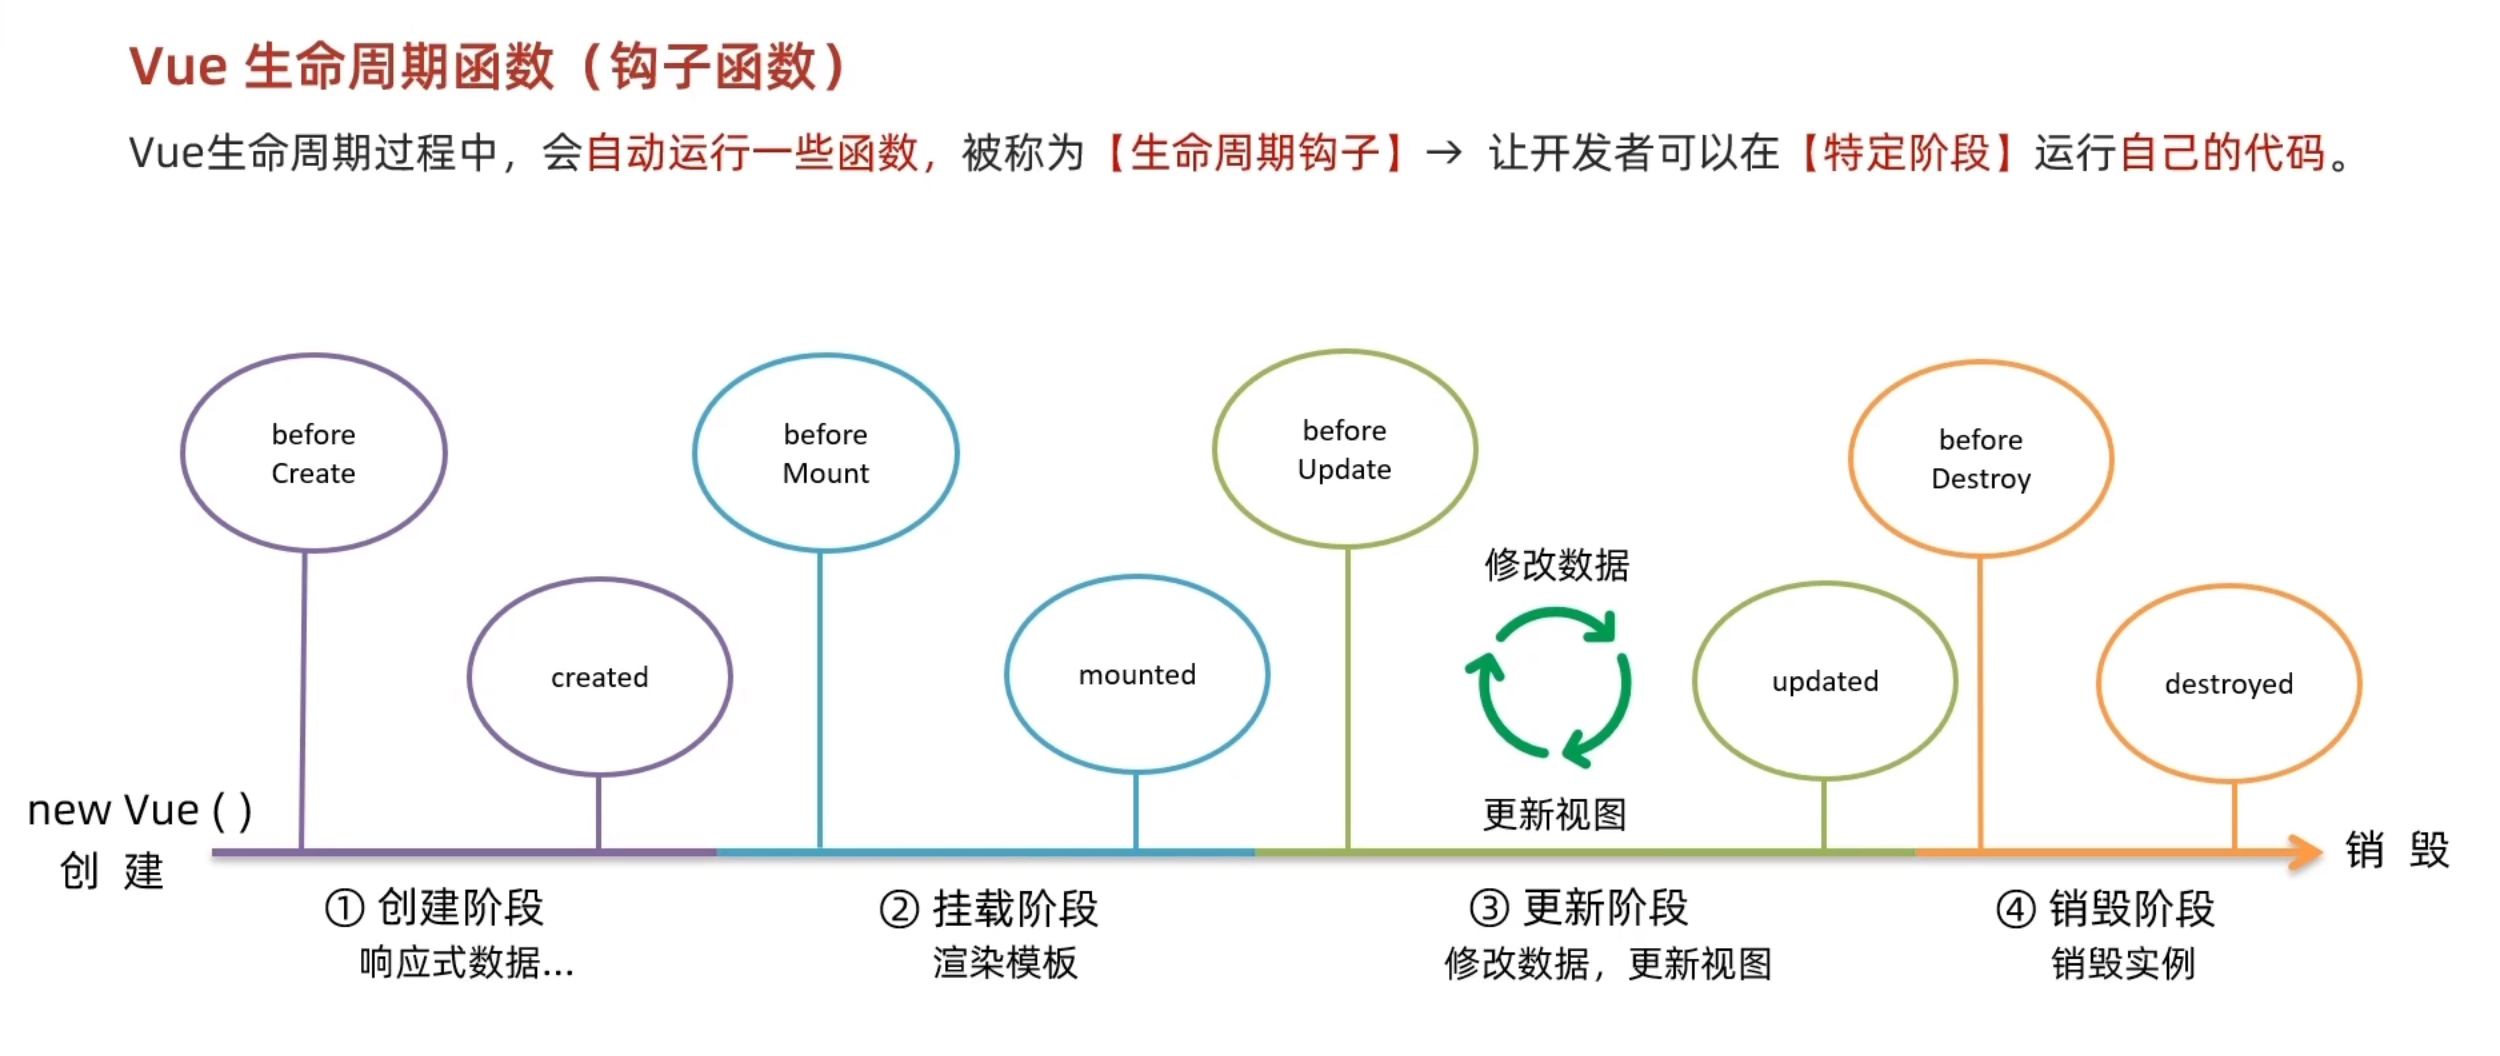 Vue 生命周期函数（钩子函数）
Vue生命周期过程中，会自动运行一些函数，被称为【生命周期钩子】→ 让开发者可以在【特定阶段】运行自己的代码。
before
Create
created
before
Mount
mounted
before
Update
修改数据
更新视图
updated
before
Destroy
destroyed
new Vue ( )
创 建
销 毁
① 创建阶段
响应式数据...
② 挂载阶段
渲染模板
③ 更新阶段
修改数据，更新视图
④ 销毁阶段
销毁实例